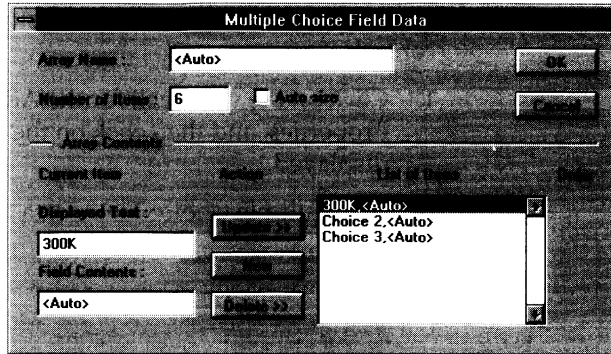 Multiple Choice Field Data
Array Name : <Auto> OK
Number of Items : 6 Auto size Cancel
Array Contents
Current Item Action List of Items
Displayed Text :
300K
Update >>
Field Contents :
<Auto>
New
Delete >>
300K,<Auto>
Choice 2,<Auto>
Choice 3,<Auto>